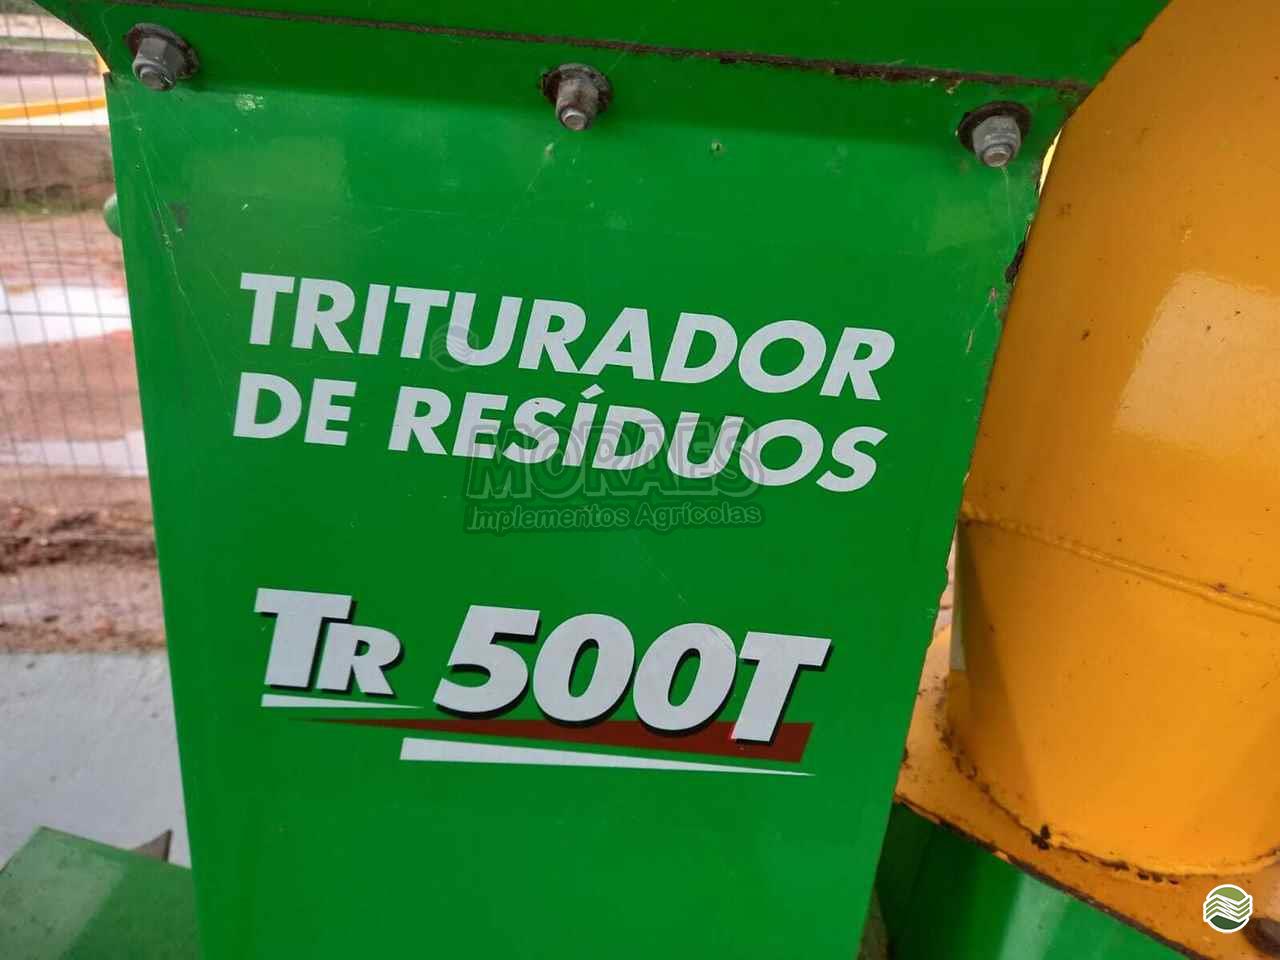 TRITURADOR
DE RESÍDUOS
MORAES
Implementos Agrícolas
TR 500T